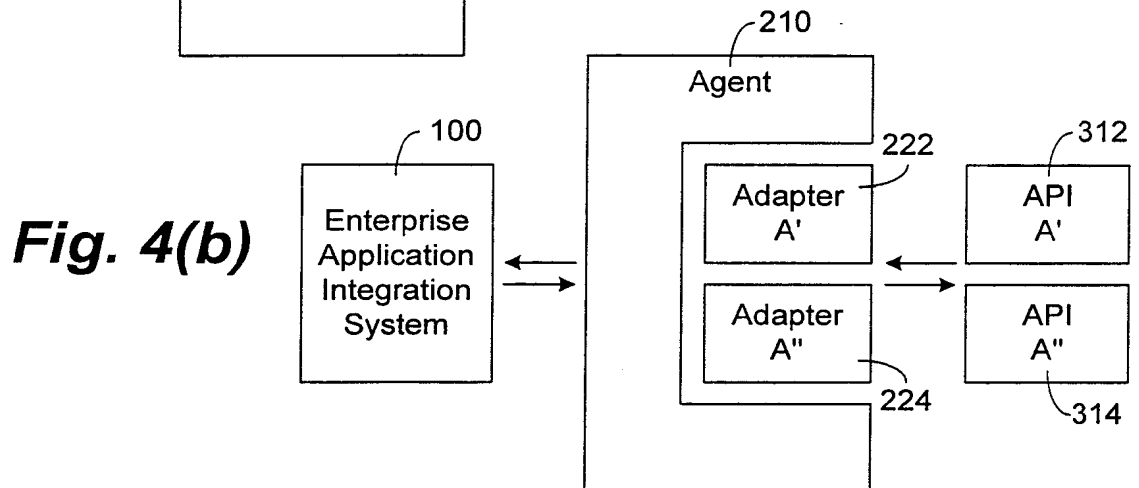 210
Agent
100
222
312
Adapter
A'
API
A'
Enterprise
Application
Integration
System
Fig. 4(b)
Adapter
A"
API
A"
224
314